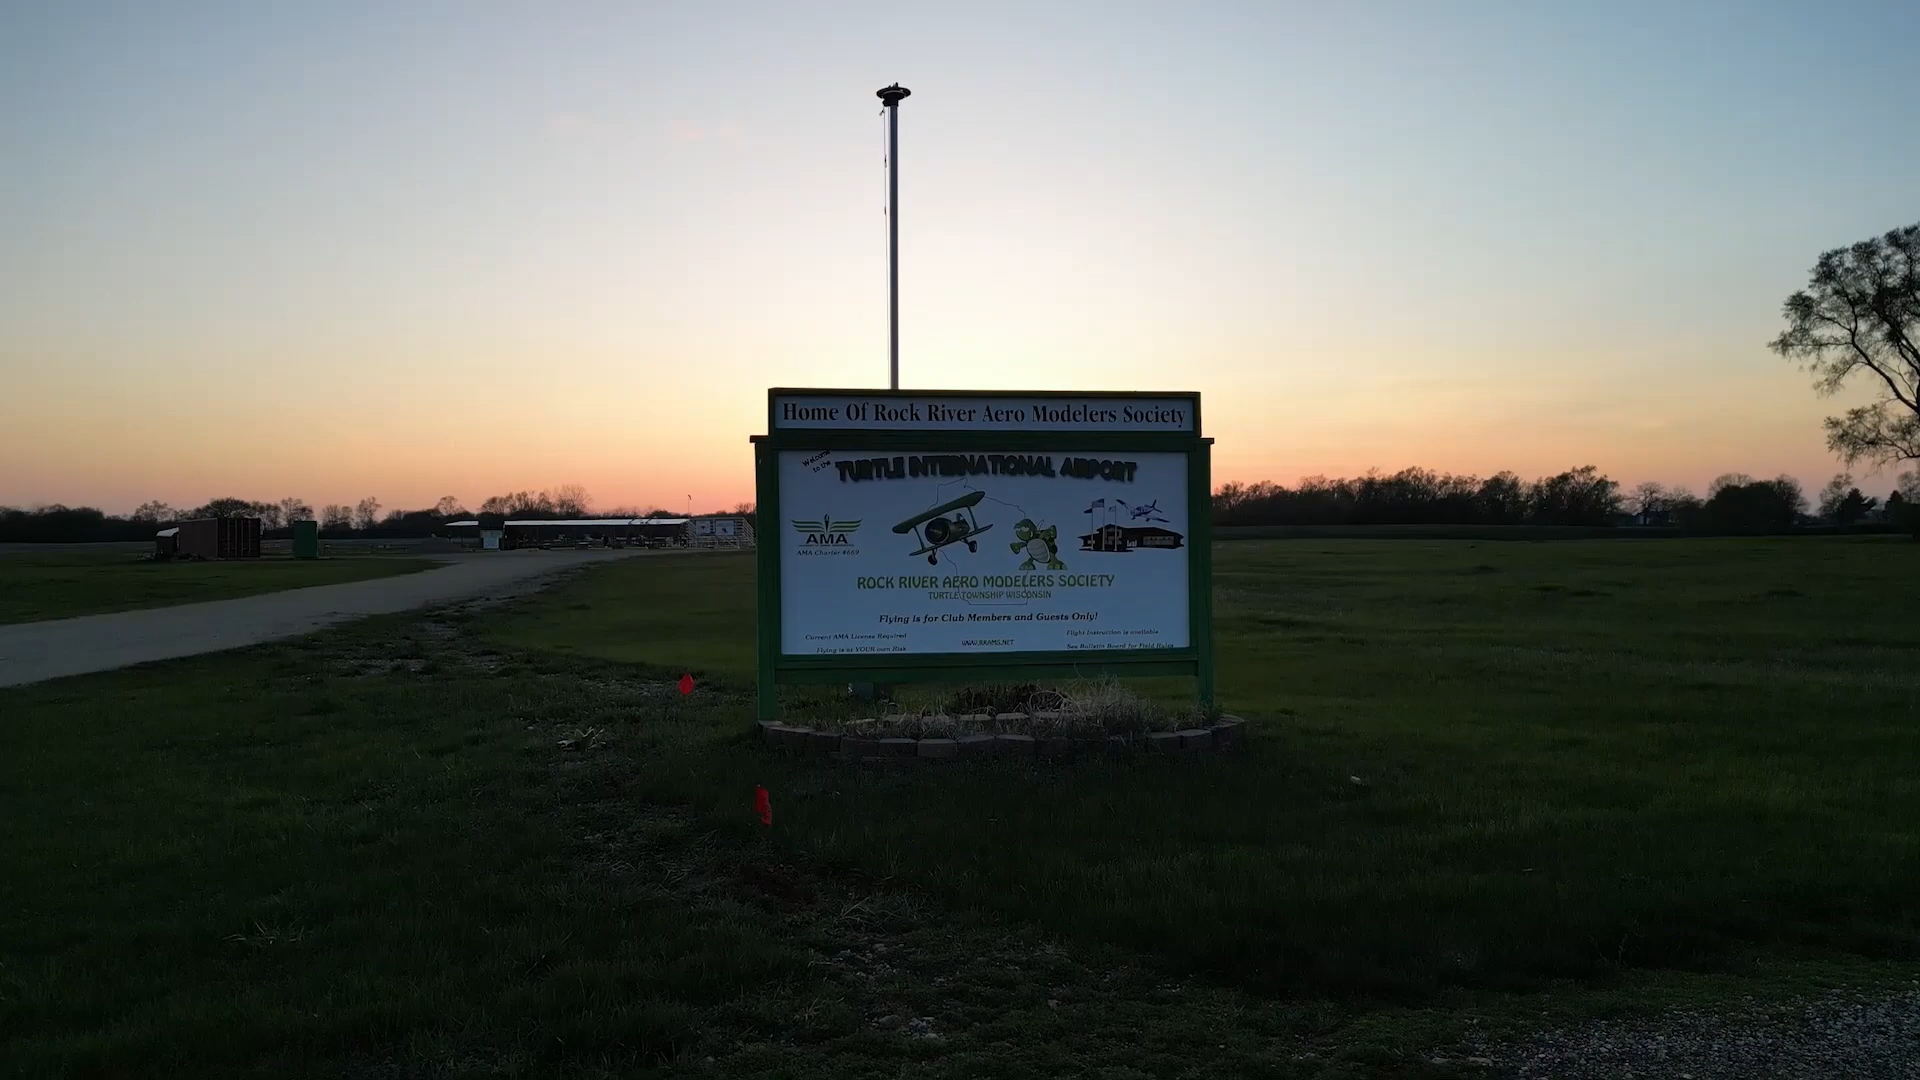 Home Of Rock River Aero Modelers Society
Welcome
to the
TURTLE INTERNATIONAL AIRPORT
AMA
AMA Charter #669
ROCK RIVER AERO MODELERS SOCIETY
TURTLE TOWNSHIP WISCONSIN
Flying is for Club Members and Guests Only!
Current AMA License Required
Flying is at YOUR own Risk
WWW.RRAMS.NET
Flight Instruction is available
See Bulletin Board for Field Rules